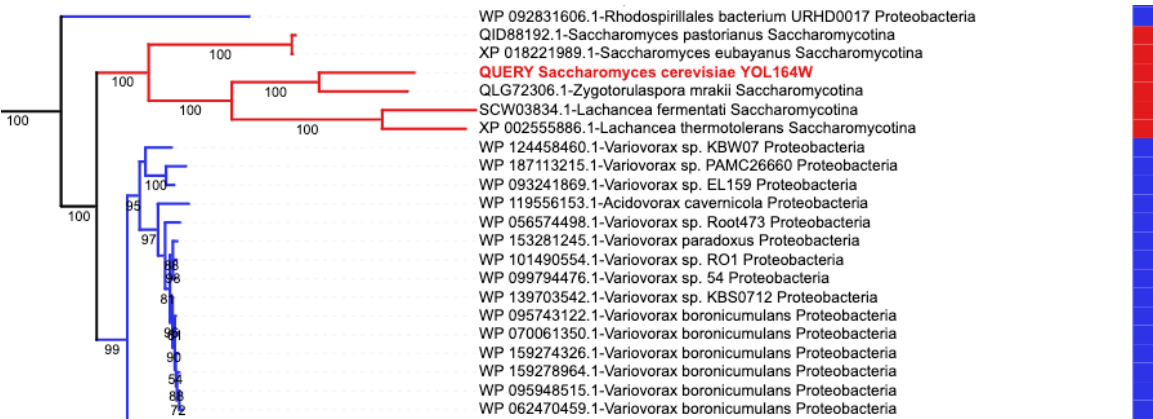 WP 092831606.1-Rhodospirillales bacterium URHD0017 Proteobacteria
QID88192.1-Saccharomyces pastorianus Saccharomycotina
100
XP 018221989.1-Saccharomyces eubayanus Saccharomycotina
100
QUERY Saccharomyces cerevisiae YOL164W
100
QLG72306.1-Zygotorulaspora mrakii Saccharomycotina
100
SCW03834.1-Lachancea fermentati Saccharomycotina
100
100
XP 002555886.1-Lachancea thermotolerans Saccharomycotina
WP 124458460.1-Variovorax sp. KBW07 Proteobacteria
WP 187113215.1-Variovorax sp. PAMC26660 Proteobacteria
100
WP 093241869.1-Variovorax sp. EL159 Proteobacteria
95
WP 119556153.1-Acidovorax cavernicola Proteobacteria
100
WP 056574498.1-Variovorax sp. Root473 Proteobacteria
97
WP 153281245.1-Variovorax paradoxus Proteobacteria
WP 101490554.1-Variovorax sp. RO1 Proteobacteria
98
WP 099794476.1-Variovorax sp. 54 Proteobacteria
81
WP 139703542.1-Variovorax sp. KBS0712 Proteobacteria
WP 095743122.1-Variovorax boronicumulans Proteobacteria
WP 070061350.1-Variovorax boronicumulans Proteobacteria
99
90
WP 159274326.1-Variovorax boronicumulans Proteobacteria
54
WP 159278964.1-Variovorax boronicumulans Proteobacteria
WP 095948515.1-Variovorax boronicumulans Proteobacteria
72
WP 062470459.1-Variovorax boronicumulans Proteobacteria